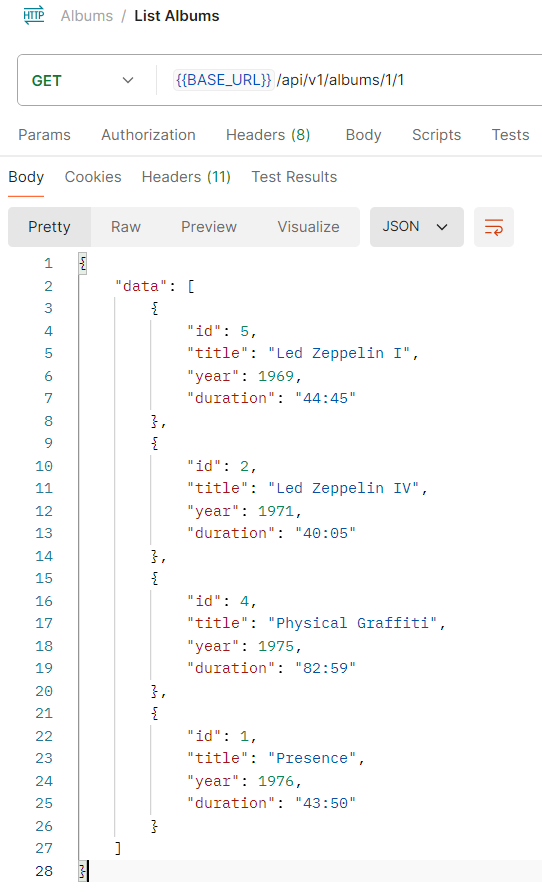 HTTP Albums / List Albums
GET {{BASE_URL}}/api/v1/albums/1/1
Params Authorization Headers (8) Body Scripts Tests
Body Cookies Headers (11) Test Results
Pretty Raw Preview Visualize JSON
1 {
2 "data": [
3 {
4 "id": 5,
5 "title": "Led Zeppelin I",
6 "year": 1969,
7 "duration": "44:45"
8 },
9 {
10 "id": 2,
11 "title": "Led Zeppelin IV",
12 "year": 1971,
13 "duration": "40:05"
14 },
15 {
16 "id": 4,
17 "title": "Physical Graffiti",
18 "year": 1975,
19 "duration": "82:59"
20 },
21 {
22 "id": 1,
23 "title": "Presence",
24 "year": 1976,
25 "duration": "43:50"
26 }
27 ]
28 }